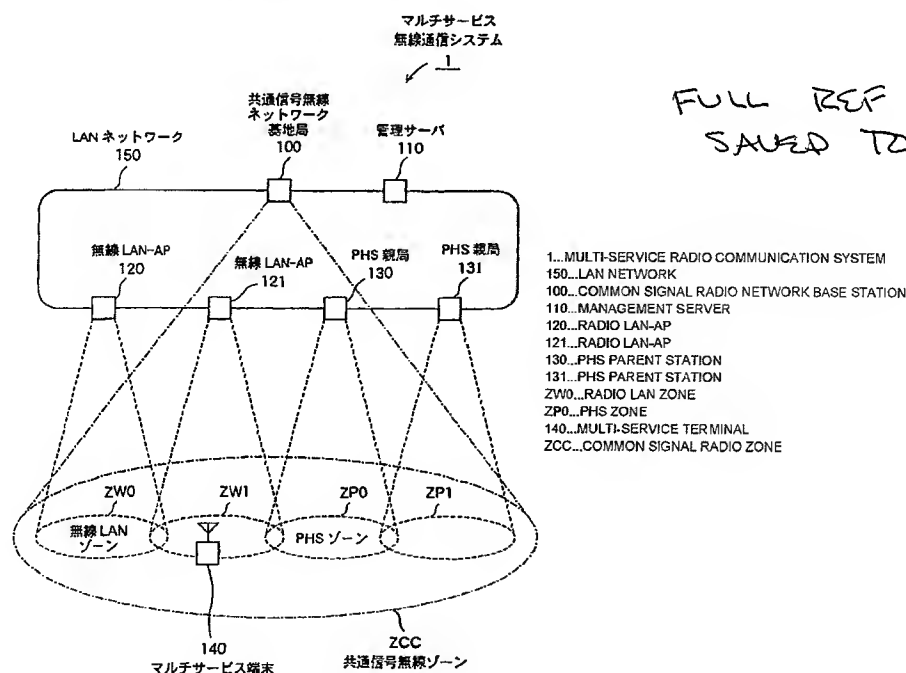 マルチサービス
無線通信システム
1
共通信号無線
ネットワーク
基地局
100
管理サーバ
110
LAN ネットワーク
150
FULL REF
SAVED TO
無線 LAN-AP
120
無線 LAN-AP
121
PHS 親局
130
PHS 親局
131
1...MULTI-SERVICE RADIO COMMUNICATION SYSTEM
150...LAN NETWORK
100...COMMON SIGNAL RADIO NETWORK BASE STATION
110...MANAGEMENT SERVER
120...RADIO LAN-AP
121...RADIO LAN-AP
130...PHS PARENT STATION
131...PHS PARENT STATION
ZW0...RADIO LAN ZONE
ZP0...PHS ZONE
140...MULTI-SERVICE TERMINAL
ZCC...COMMON SIGNAL RADIO ZONE
ZW0
ZW1
ZP0
ZP1
無線 LAN
ゾーン
PHS ゾーン
140
マルチサービス端末
ZCC
共通信号無線ゾーン